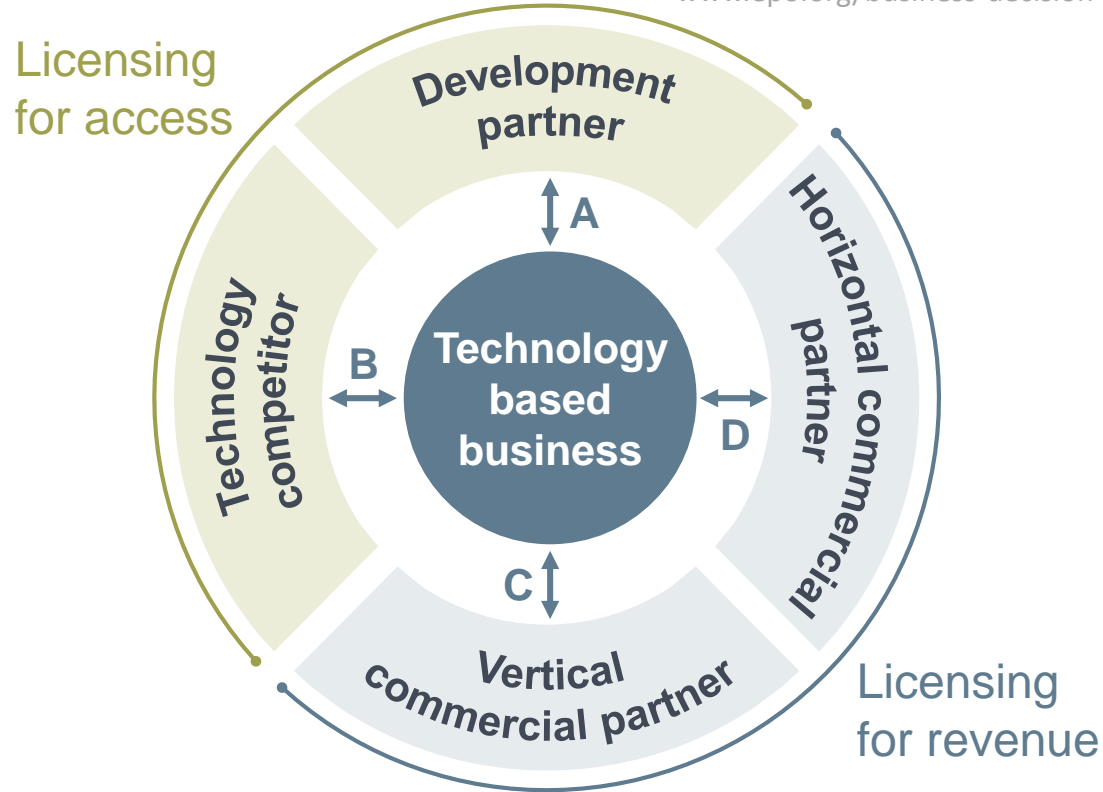 Licensing
for access
Development
partner
A
Horizontal commercial
partner
Technology
competitor
B
Technology
based
business
D
C
Vertical
commercial partner
Licensing
for revenue